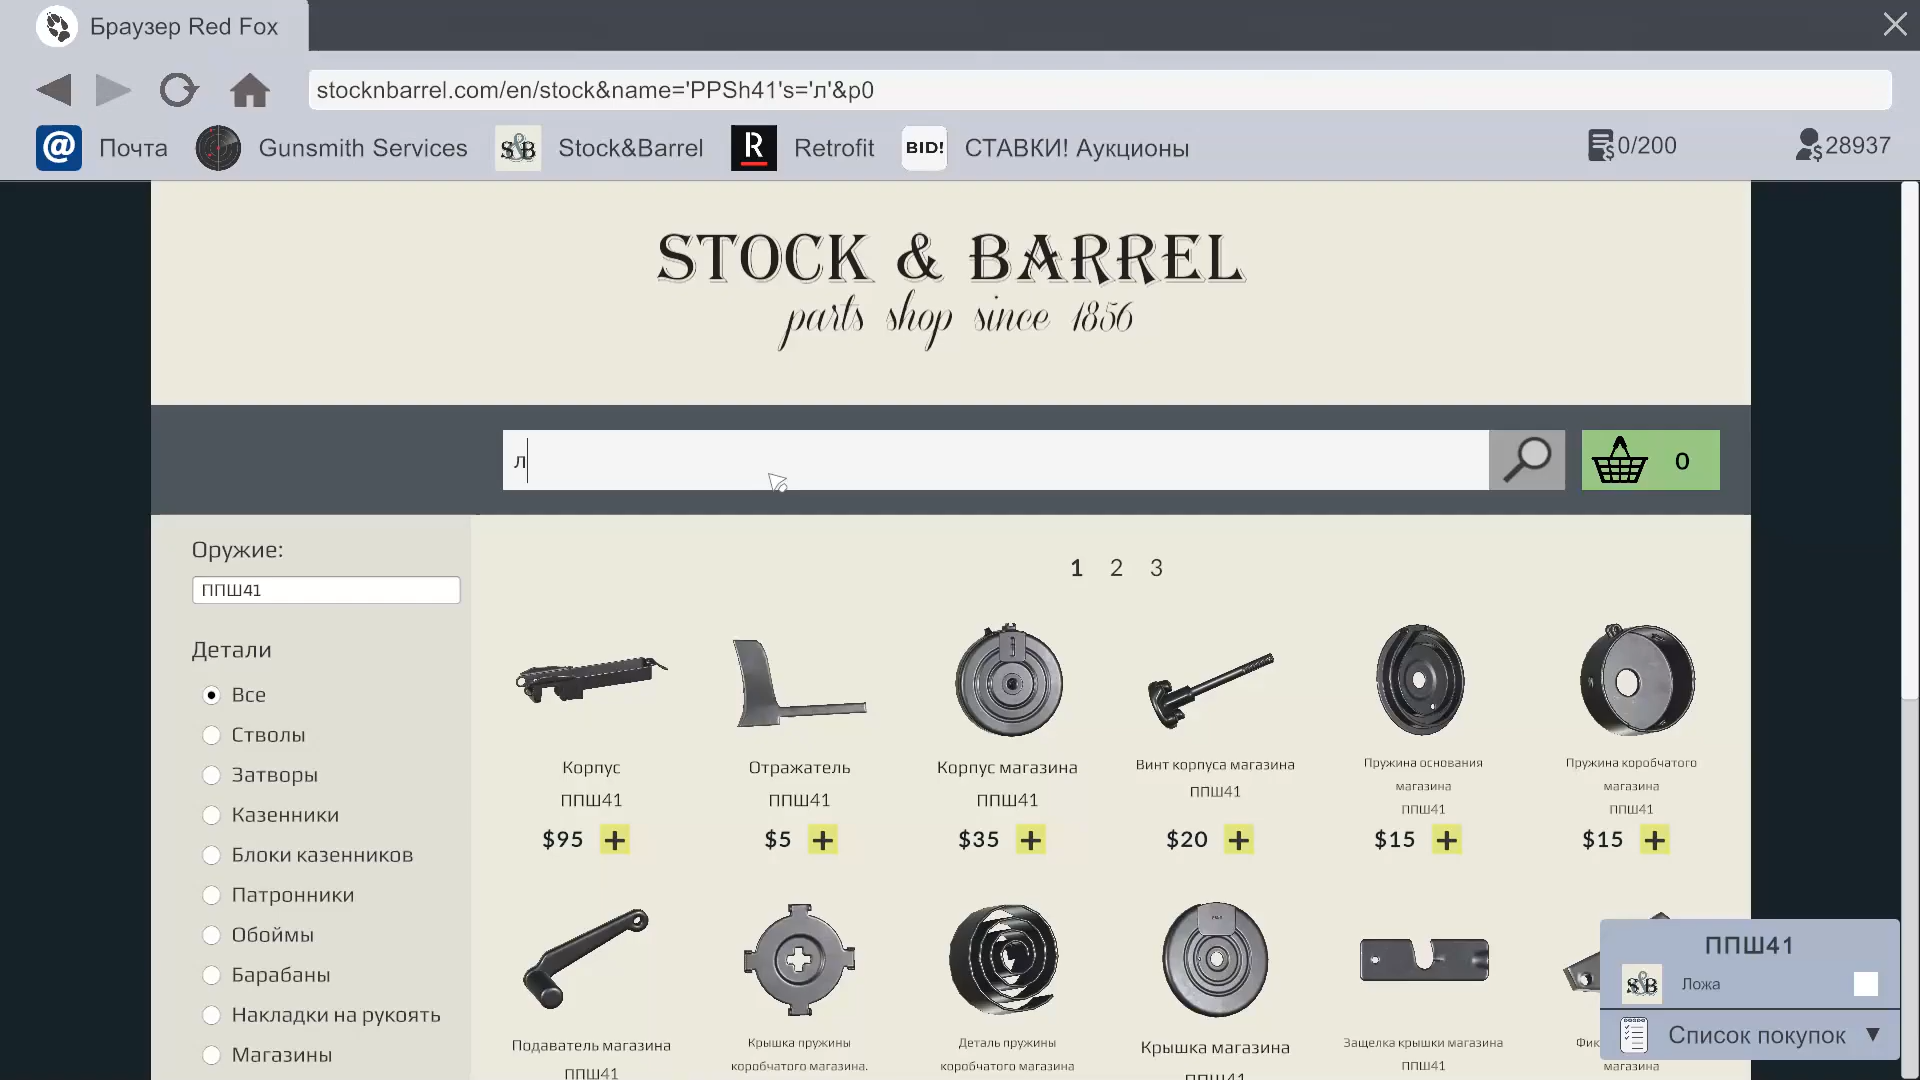 Браузер Red Fox
stocknbarrel.com/en/stock&name='PPSh41's='л'&p0
@ Почта Gunsmith Services S&B Stock&Barrel R Retrofit BID! СТАВКИ! Аукционы 0/200 28937
STOCK & BARREL
parts shop since 1856
л 0
Оружие:
ППШ41
1 2 3
Детали
Все
Стволы
Затворы
Казенники
Блоки казенников
Патронники
Обоймы
Барабаны
Накладки на рукоять
Магазины
Корпус
ППШ41
$95 +
Отражатель
ППШ41
$5 +
Корпус магазина
ППШ41
$35 +
Винт корпуса магазина
ППШ41
$20 +
Пружина основания
магазина
ППШ41
$15 +
Пружина коробчатого
магазина
ППШ41
$15 +
Подаватель магазина
ППШ41
Крышка пружины
коробчатого магазина.
Деталь пружины
коробчатого магазина
Крышка магазина
ППШ41
Защелка крышки магазина
ППШ41
магазина
ППШ41
S&B Ложа
Список покупок